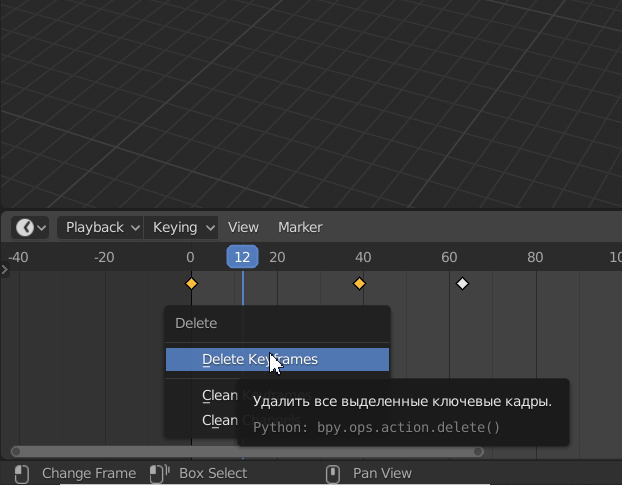 Playback Keying View Marker
-40 -20 0 12 20 40 60 80 10
Delete
Delete Keyframes
Clean
Clean
Удалить все выделенные ключевые кадры.
Python: bpy.ops.action.delete()
Change Frame Box Select Pan View